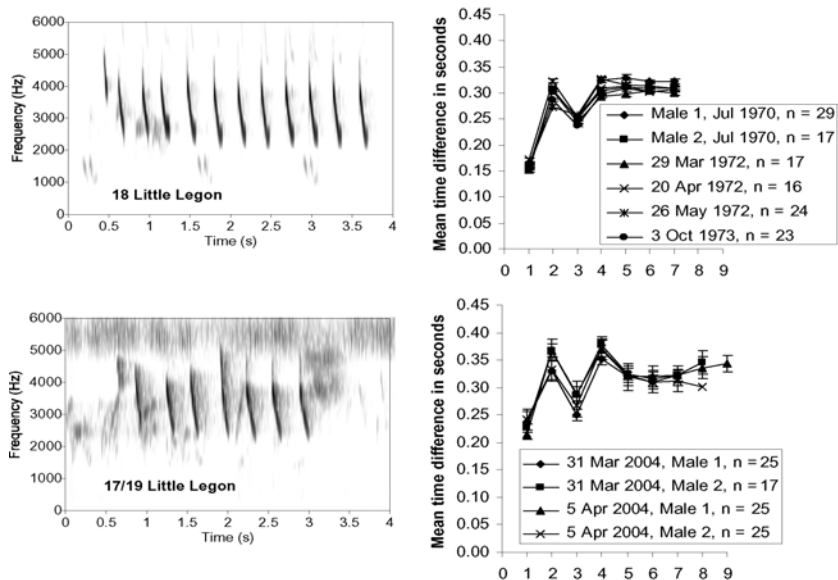 6000
5000
4000
3000
2000
1000
0
Frequency (Hz)
18 Little Legon
0 0.5 1 1.5 2 2.5 3 3.5 4
Time (s)
0.45
0.40
0.35
0.30
0.25
0.20
0.15
0.10
0.05
0.00
Mean time difference in seconds
Male 1, Jul 1970, n = 29
Male 2, Jul 1970, n = 17
29 Mar 1972, n = 17
20 Apr 1972, n = 16
26 May 1972, n = 24
3 Oct 1973, n = 23
0 1 2 3 4 5 6 7 8 9
6000
5000
4000
3000
2000
1000
0
Frequency (Hz)
17/19 Little Legon
0 0.5 1 1.5 2 2.5 3 3.5 4
Time (s)
0.45
0.40
0.35
0.30
0.25
0.20
0.15
0.10
0.05
0.00
Mean time difference in seconds
31 Mar 2004, Male 1, n = 25
31 Mar 2004, Male 2, n = 17
5 Apr 2004, Male 1, n = 25
5 Apr 2004, Male 2, n = 25
0 1 2 3 4 5 6 7 8 9